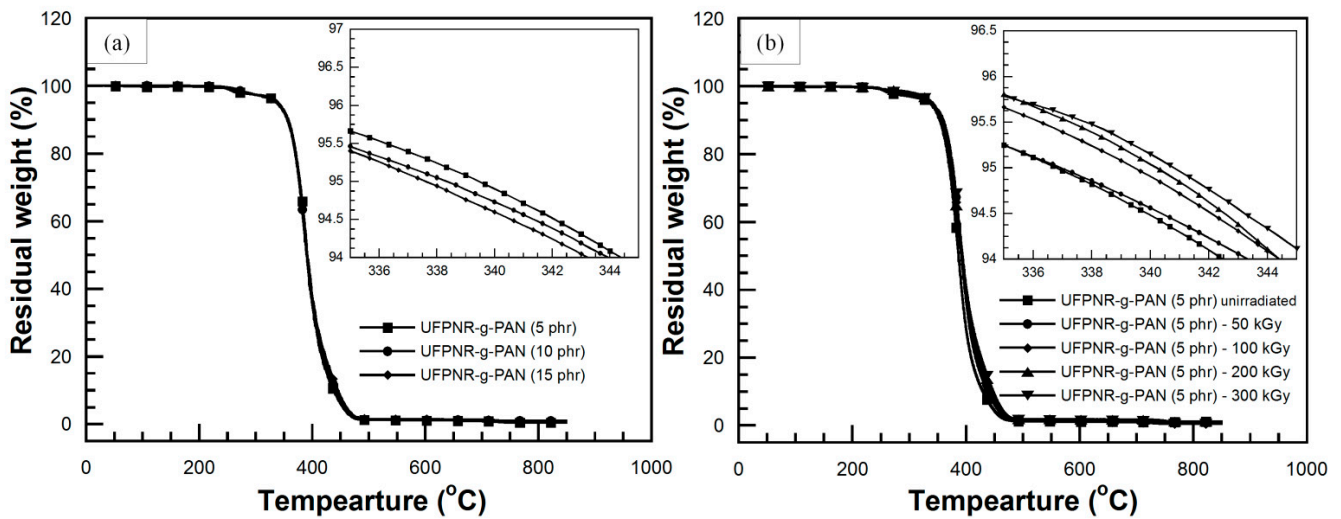 (a)
120
100
80
60
40
20
0
Residual weight (%)
0 200 400 600 800 1000
Tempearture (°C)
97
96.5
96
95.5
95
94.5
94
336 338 340 342 344
UFPNR-g-PAN (5 phr)
UFPNR-g-PAN (10 phr)
UFPNR-g-PAN (15 phr)
(b)
120
100
80
60
40
20
0
Residual weight (%)
0 200 400 600 800 1000
Tempearture (°C)
96.5
96
95.5
95
94.5
94
336 338 340 342 344
UFPNR-g-PAN (5 phr) unirradiated
UFPNR-g-PAN (5 phr) - 50 kGy
UFPNR-g-PAN (5 phr) - 100 kGy
UFPNR-g-PAN (5 phr) - 200 kGy
UFPNR-g-PAN (5 phr) - 300 kGy